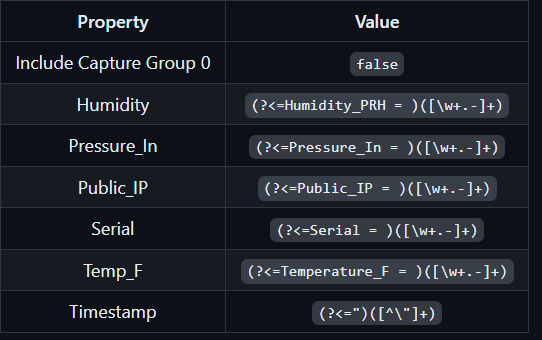 Property Value
Include Capture Group 0 false
Humidity (?<=Humidity_PRH = )([\w+.-]+)
Pressure_In (?<=Pressure_In = )([\w+.-]+)
Public_IP (?<=Public_IP = )([\w+.-]+)
Serial (?<=Serial = )([\w+.-]+)
Temp_F (?<=Temperature_F = )([\w+.-]+)
Timestamp (?<=")([^\"]+)